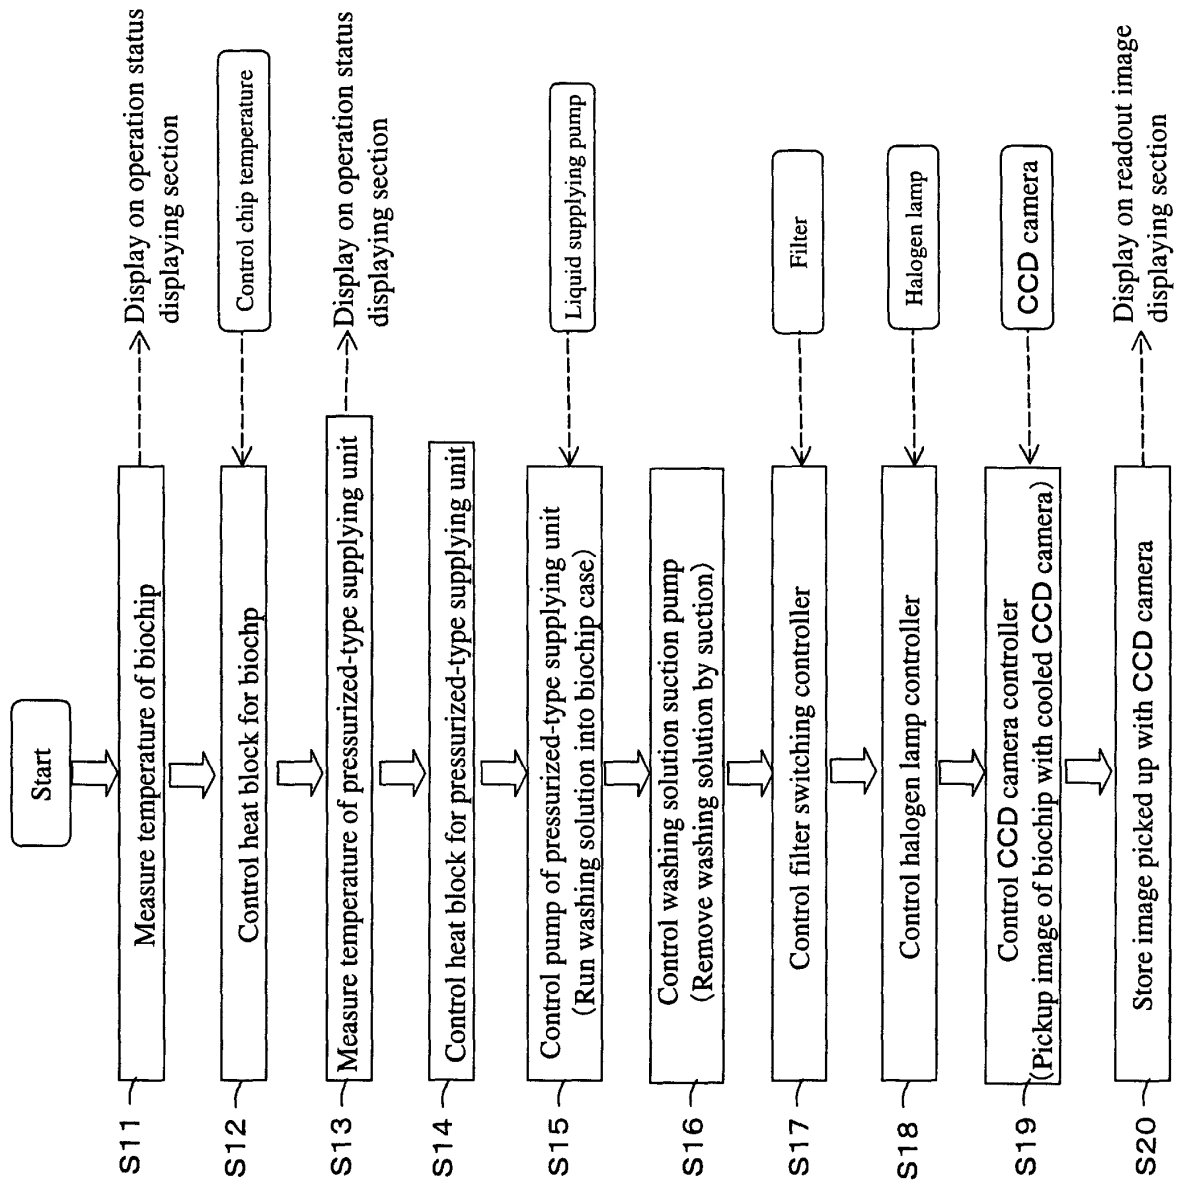 Start
S11
Measure temperature of biochip
Display on operation status
displaying section
S12
Control heat block for biochp
Control chip temperature
S13
Measure temperature of pressurized-type supplying unit
Display on operation status
displaying section
S14
Control heat block for pressurized-type supplying unit
S15
Control pump of pressurized-type supplying unit
(Run washing solution into biochip case)
Liquid supplying pump
S16
Control washing solution suction pump
(Remove washing solution by suction)
S17
Control filter switching controller
Filter
S18
Control halogen lamp controller
Halogen lamp
S19
Control CCD camera controller
(Pickup image of biochip with cooled CCD camera)
CCD camera
S20
Store image picked up with CCD camera
Display on readout image
displaying section